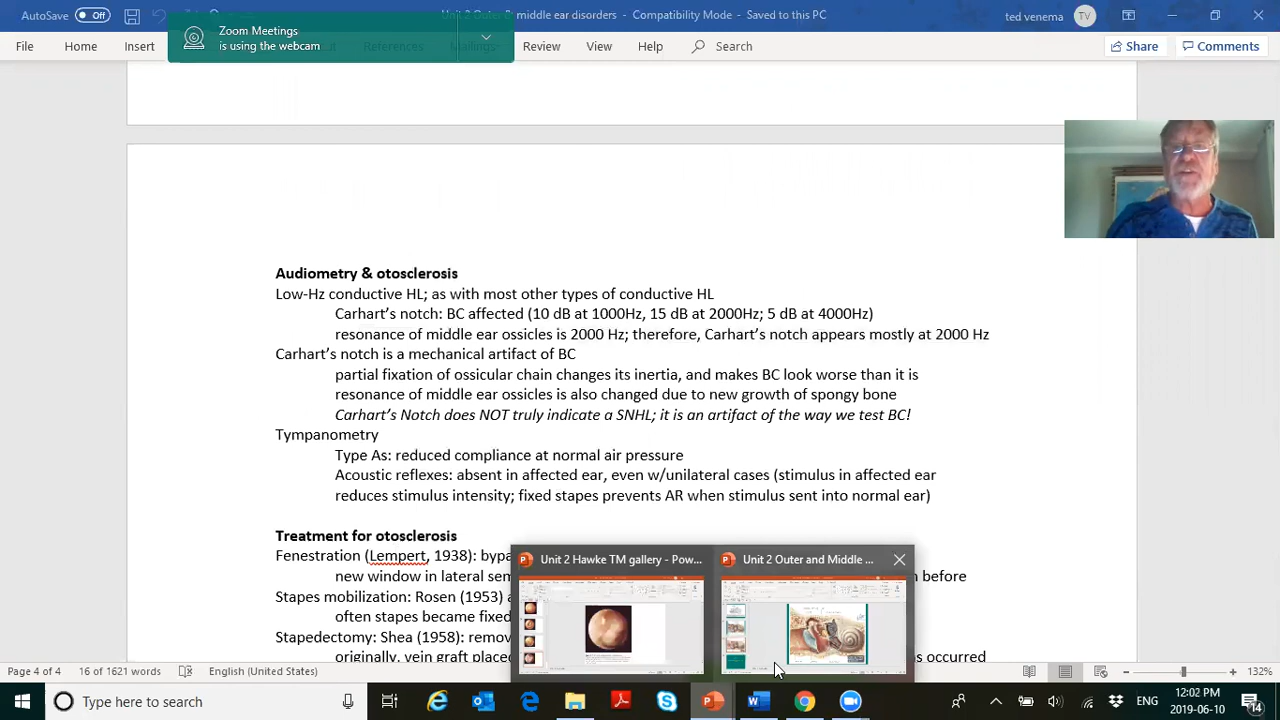 AutoSave Off
Unit 2 Outer & middle ear disorders - Compatibility Mode - Saved to this PC
ted venema TV
Zoom Meetings
is using the webcam
File Home Insert References Mailings Review View Help Search Share Comments
Audiometry & otosclerosis
Low-Hz conductive HL; as with most other types of conductive HL
Carhart's notch: BC affected (10 dB at 1000Hz, 15 dB at 2000Hz; 5 dB at 4000Hz)
resonance of middle ear ossicles is 2000 Hz; therefore, Carhart's notch appears mostly at 2000 Hz
Carhart's notch is a mechanical artifact of BC
partial fixation of ossicular chain changes its inertia, and makes BC look worse than it is
resonance of middle ear ossicles is also changed due to new growth of spongy bone
Carhart's Notch does NOT truly indicate a SNHL; it is an artifact of the way we test BC!
Tympanometry
Type As: reduced compliance at normal air pressure
Acoustic reflexes: absent in affected ear, even w/unilateral cases (stimulus in affected ear
reduces stimulus intensity; fixed stapes prevents AR when stimulus sent into normal ear)
Treatment for otosclerosis
Fenestration (Lempert, 1938): byp
new window in lateral sem
n before
Stapes mobilization: Rosen (1953)
often stapes became fixed
Stapedectomy: Shea (1958): remov
originally, vein graft place
s occurred
Unit 2 Hawke TM gallery - Pow...
Unit 2 Outer and Middle ...
Page 4 of 4 16 of 1621 words English (United States) 132%
Type here to search
ENG
12:02 PM
2019-06-10
14